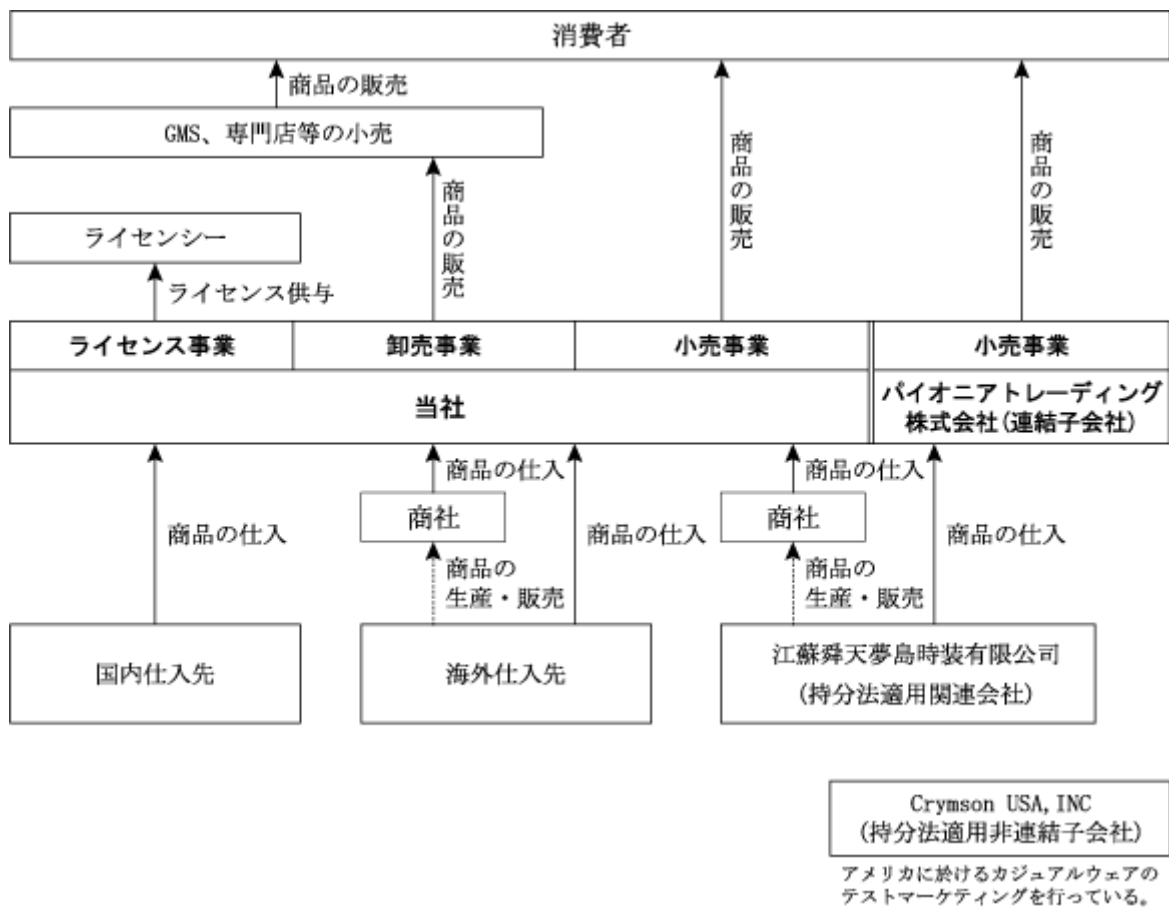 消費者
商品の販売
GMS、専門店等の小売
商品の販売
商品の販売
商品の販売
ライセンシー
ライセンス供与
ライセンス事業
卸売事業
小売事業
小売事業
当社
パイオニアトレーディング
株式会社(連結子会社)
商品の仕入
商品の仕入
商社
商社
商品の仕入
商品の仕入
商品の仕入
商品の
生産・販売
商品の
生産・販売
国内仕入先
海外仕入先
江蘇舜天夢島時装有限公司
(持分法適用関連会社)
Crymson USA,INC
(持分法適用非連結子会社)
アメリカに於けるカジュアルウェアの
テストマーケティングを行っている。